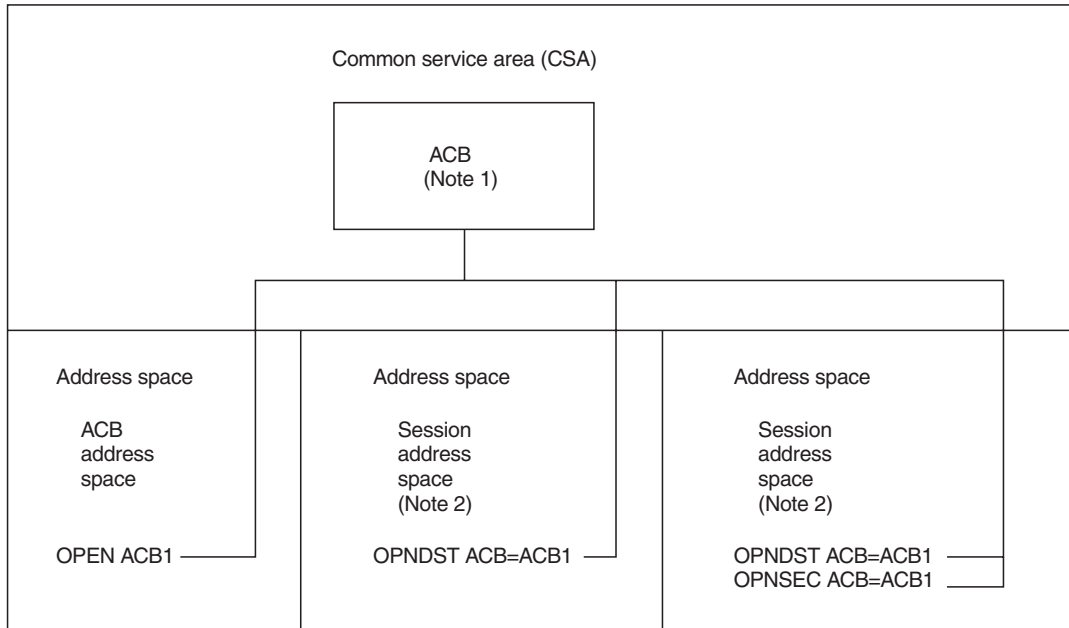 Common service area (CSA)
ACB
(Note 1)
Address space
ACB
address
space
OPEN ACB1
Address space
Session
address
space
(Note 2)
OPNDST ACB=ACB1
Address space
Session
address
space
(Note 2)
OPNDST ACB=ACB1
OPNSEC ACB=ACB1